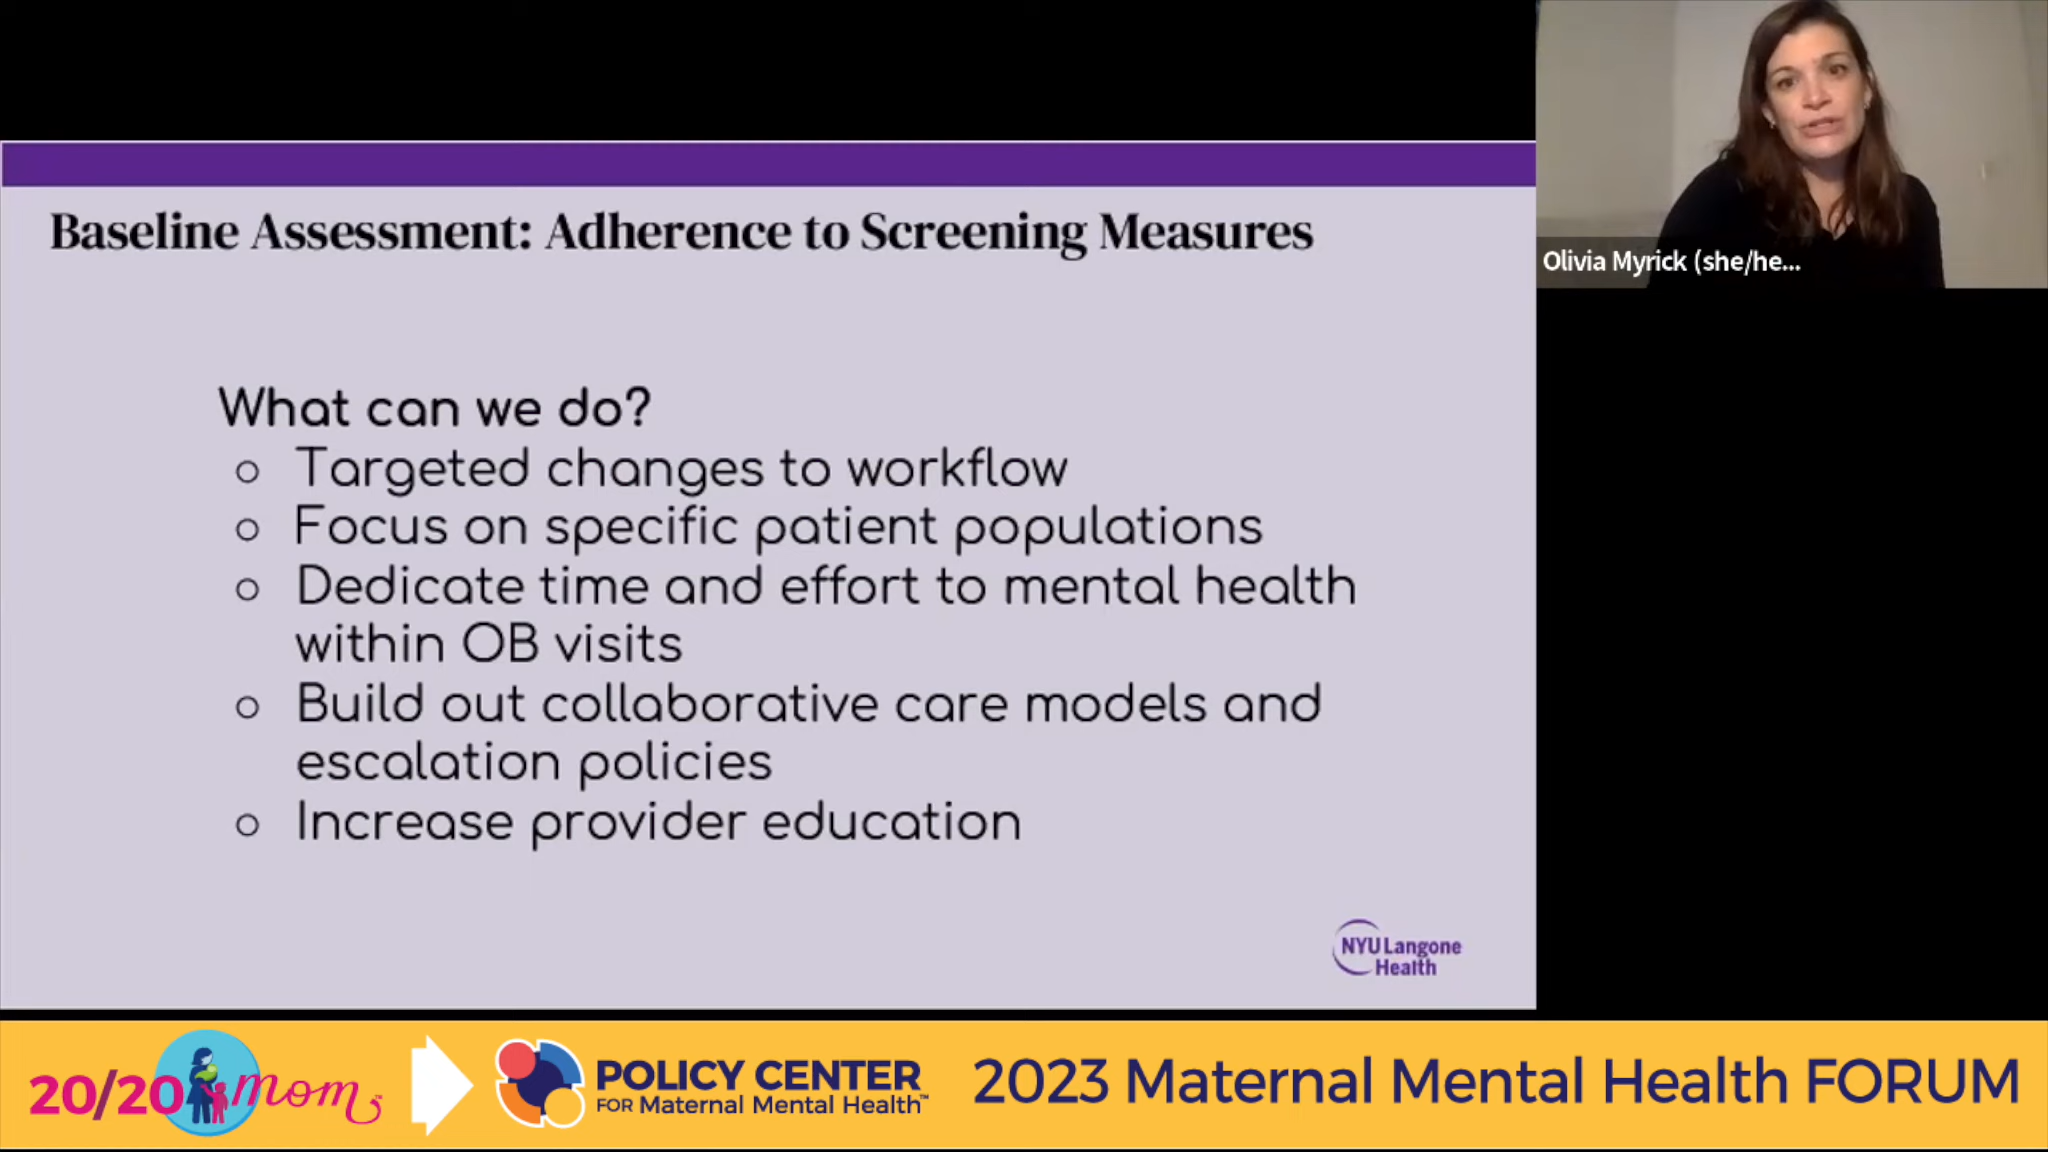 Baseline Assessment: Adherence to Screening Measures
What can we do?
Targeted changes to workflow
Focus on specific patient populations
Dedicate time and effort to mental health
within OB visits
Build out collaborative care models and
escalation policies
Increase provider education
NYU Langone
Health
Olivia Myrick (she/he...
20/20 mom
POLICY CENTER
FOR Maternal Mental Health™
2023 Maternal Mental Health FORUM